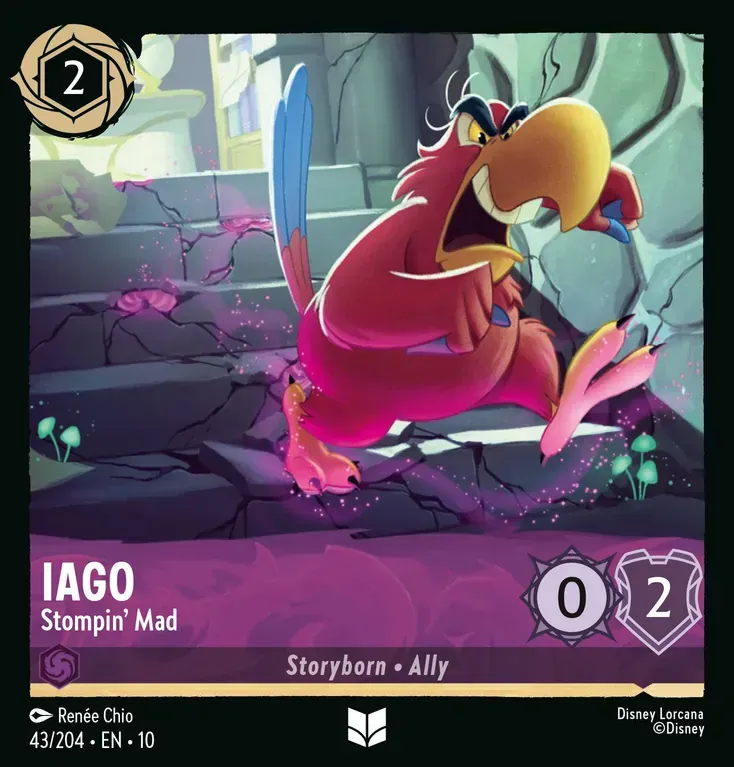 2
IAGO
Stompin' Mad
0
2
Storyborn • Ally
Renée Chio
Disney Lorcana
43/204 • EN • 10
©Disney